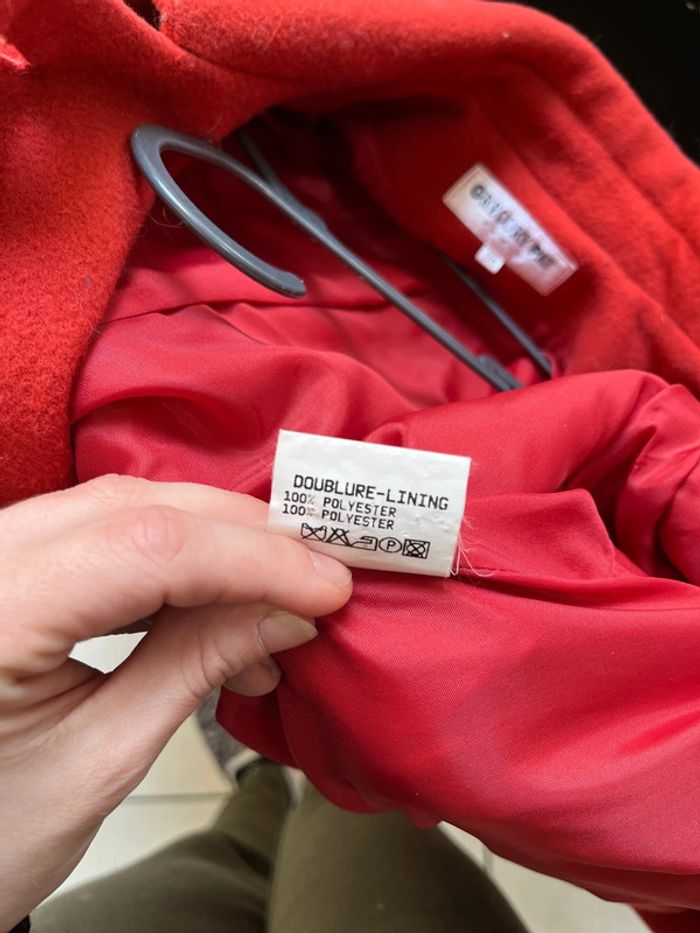 DOUBLURE-LINING
100% POLYESTER
100% POLYESTER
P